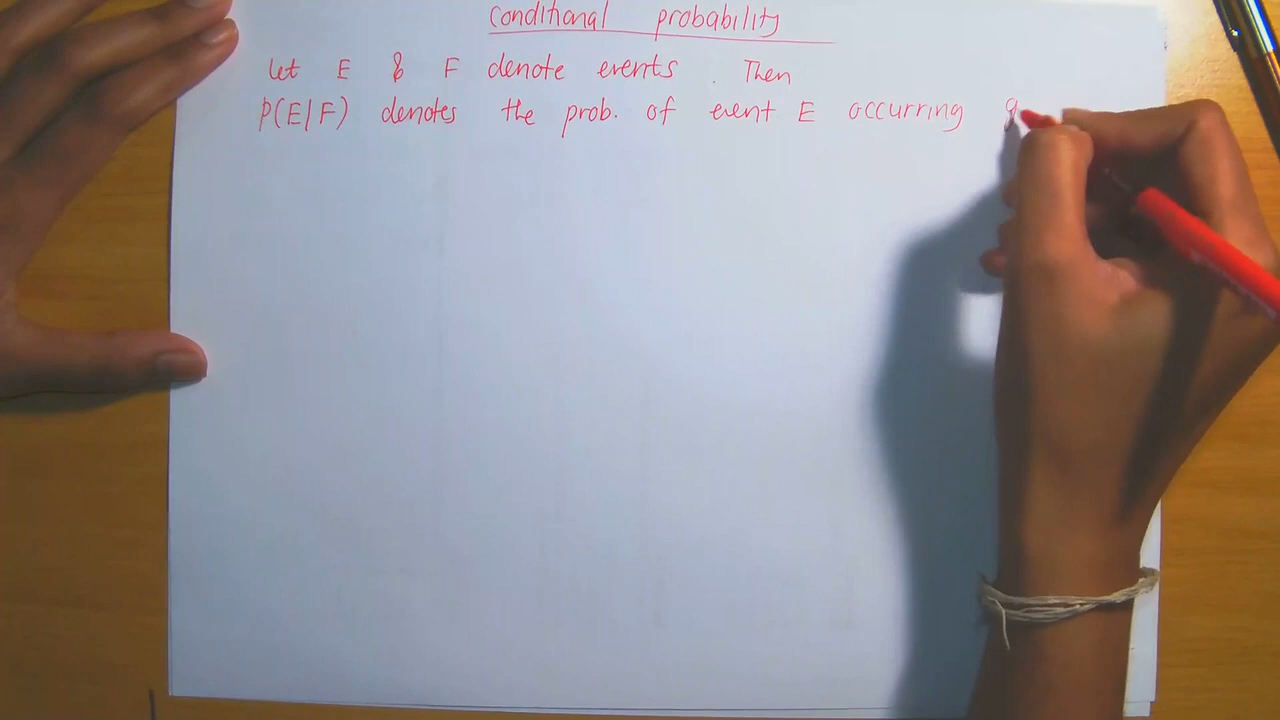 Conditional probability
let E & F denote events. Then
P(E|F) denotes the prob. of event E occurring g